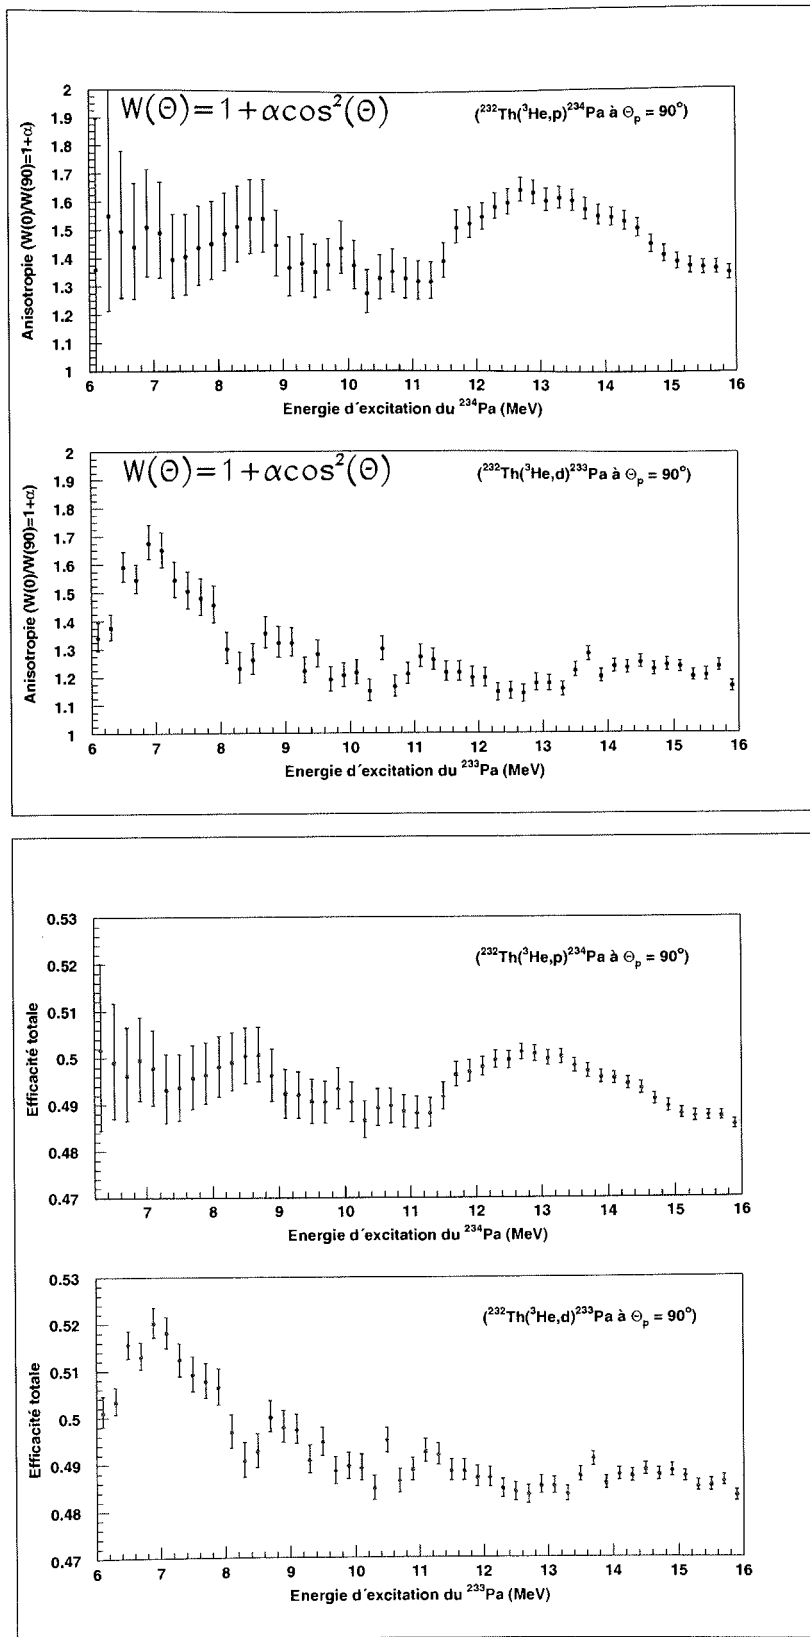 W(Θ)=1+αcos²(Θ)
(²³²Th(³He,p)²³⁴Pa à Θp = 90°)
Anisotropie (W(0)/W(90)=1+α)
2
1.9
1.8
1.7
1.6
1.5
1.4
1.3
1.2
1.1
1
6 7 8 9 10 11 12 13 14 15 16
Energie d´excitation du ²³⁴Pa (MeV)
W(Θ)=1+αcos²(Θ)
(²³²Th(³He,d)²³³Pa à Θp = 90°)
Anisotropie (W(0)/W(90)=1+α)
2
1.9
1.8
1.7
1.6
1.5
1.4
1.3
1.2
1.1
1
6 7 8 9 10 11 12 13 14 15 16
Energie d´excitation du ²³³Pa (MeV)
(²³²Th(³He,p)²³⁴Pa à Θp = 90°)
Efficacité totale
0.53
0.52
0.51
0.5
0.49
0.48
0.47
7 8 9 10 11 12 13 14 15 16
Energie d´excitation du ²³⁴Pa (MeV)
(²³²Th(³He,d)²³³Pa à Θp = 90°)
Efficacité totale
0.53
0.52
0.51
0.5
0.49
0.48
0.47
6 7 8 9 10 11 12 13 14 15 16
Energie d´excitation du ²³³Pa (MeV)